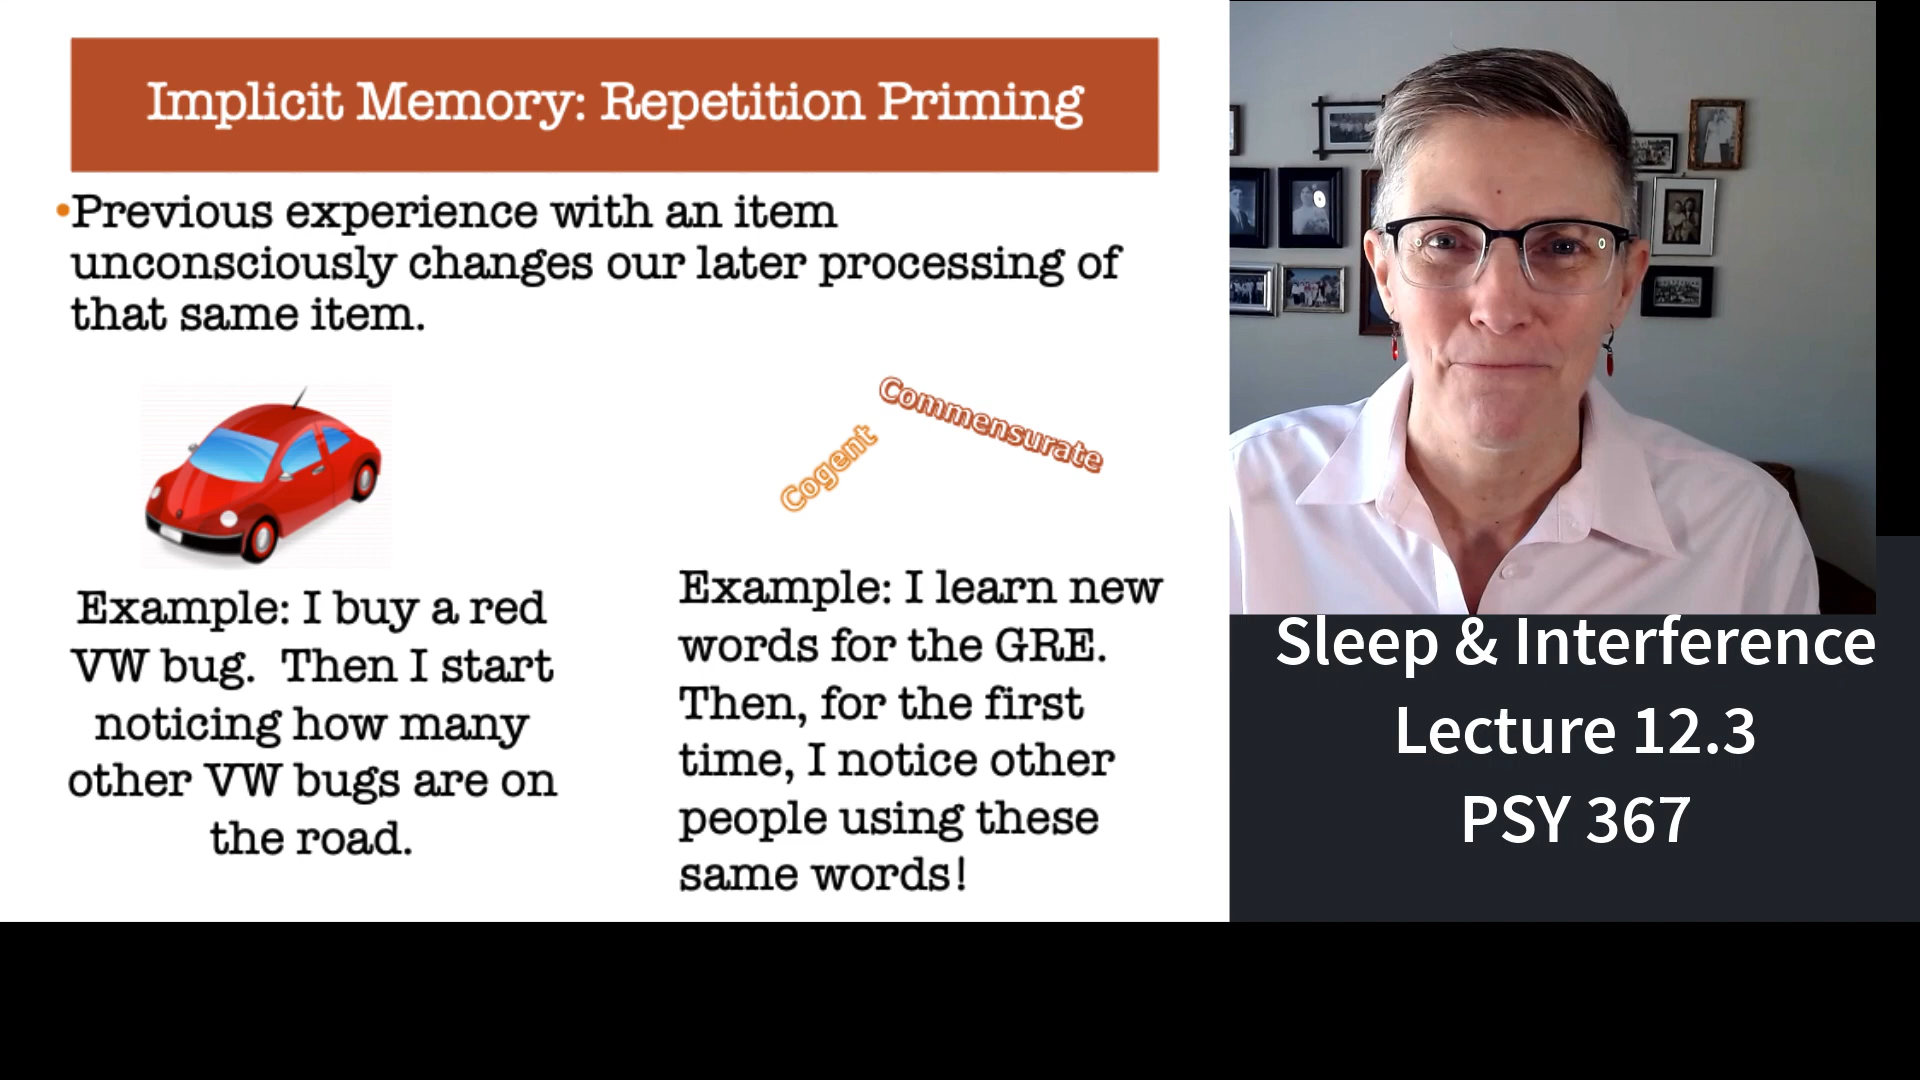 Implicit Memory: Repetition Priming
•Previous experience with an item
unconsciously changes our later processing of
that same item.
Commensurate
Cogent
Example: I buy a red
VW bug.  Then I start
noticing how many
other VW bugs are on
the road.
Example: I learn new
words for the GRE.
Then, for the first
time, I notice other
people using these
same words!
Sleep & Interference
Lecture 12.3
PSY 367